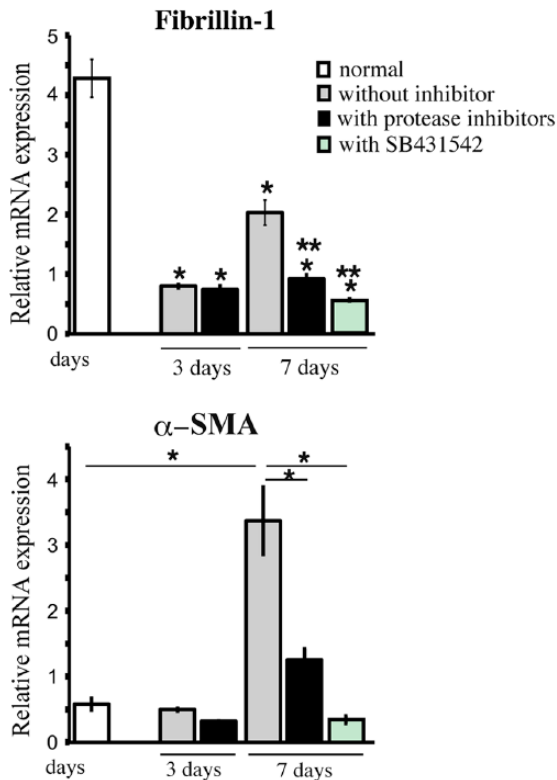 Fibrillin-1
Relative mRNA expression
5
4
3
2
1
0
normal
without inhibitor
with protease inhibitors
with SB431542
*
*
*
**
*
**
*
days
3 days
7 days
α–SMA
Relative mRNA expression
4
3
2
1
0
*
*
*
days
3 days
7 days